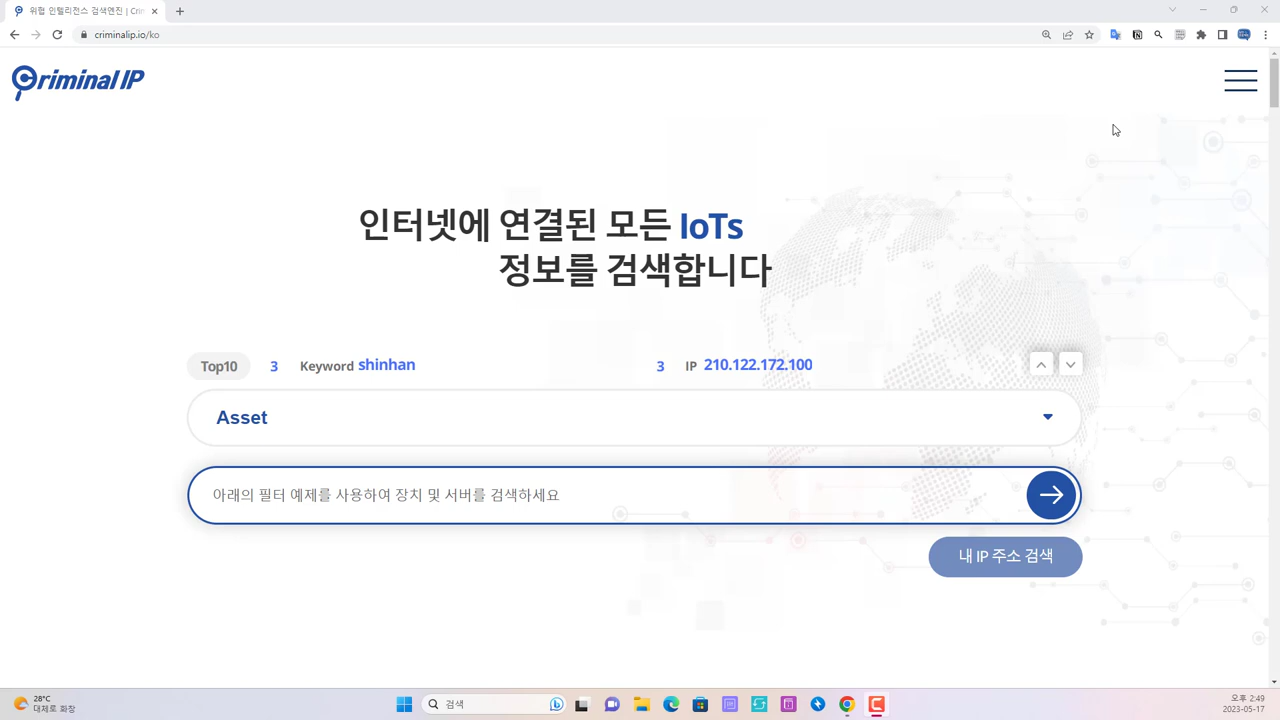 위협 인텔리전스 검색엔진 | Crim
criminalip.io/ko
Criminal IP
인터넷에 연결된 모든 IoTs
정보를 검색합니다
Top10 3 Keyword shinhan 3 IP 210.122.172.100
Asset
아래의 필터 예제를 사용하여 장치 및 서버를 검색하세요
내 IP 주소 검색
28°C
대체로 화창
검색
오후 2:49
2023-05-17